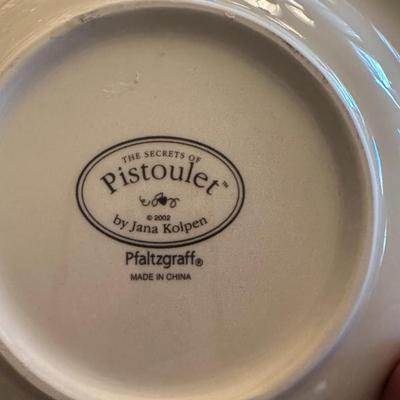 THE SECRETS OF
Pistoulet™
© 2002
by Jana Kolpen
Pfaltzgraff®
MADE IN CHINA